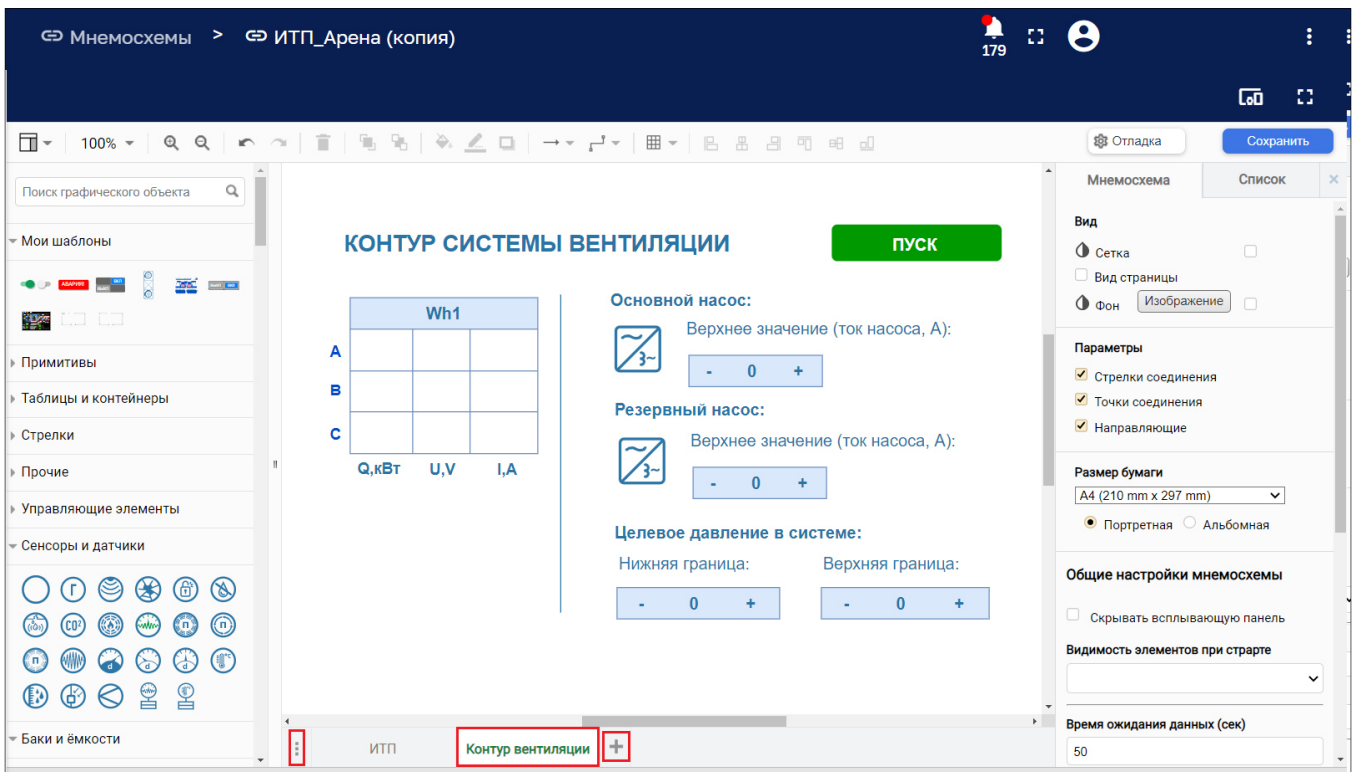 Мнемосхемы > ИТП_Арена (копия)
179
100%
Отладка
Сохранить
Поиск графического объекта
Мои шаблоны
АВАРИЯ
Примитивы
Таблицы и контейнеры
Стрелки
Прочие
Управляющие элементы
Сенсоры и датчики
Г
CO²
П
П
П
d
d
d
°C
Баки и ёмкости
КОНТУР СИСТЕМЫ ВЕНТИЛЯЦИИ
ПУСК
Wh1
A
B
C
Q,кВт U,V I,A
Основной насос:
Верхнее значение (ток насоса, А):
3~
- 0 +
Резервный насос:
Верхнее значение (ток насоса, А):
3~
- 0 +
Целевое давление в системе:
Нижняя граница: Верхняя граница:
- 0 + - 0 +
ИТП Контур вентиляции +
Мнемосхема Список ×
Вид
Сетка
Вид страницы
Фон Изображение
Параметры
Стрелки соединения
Точки соединения
Направляющие
Размер бумаги
A4 (210 mm x 297 mm)
Портретная Альбомная
Общие настройки мнемосхемы
Скрывать всплывающую панель
Видимость элементов при страрте
Время ожидания данных (сек)
50